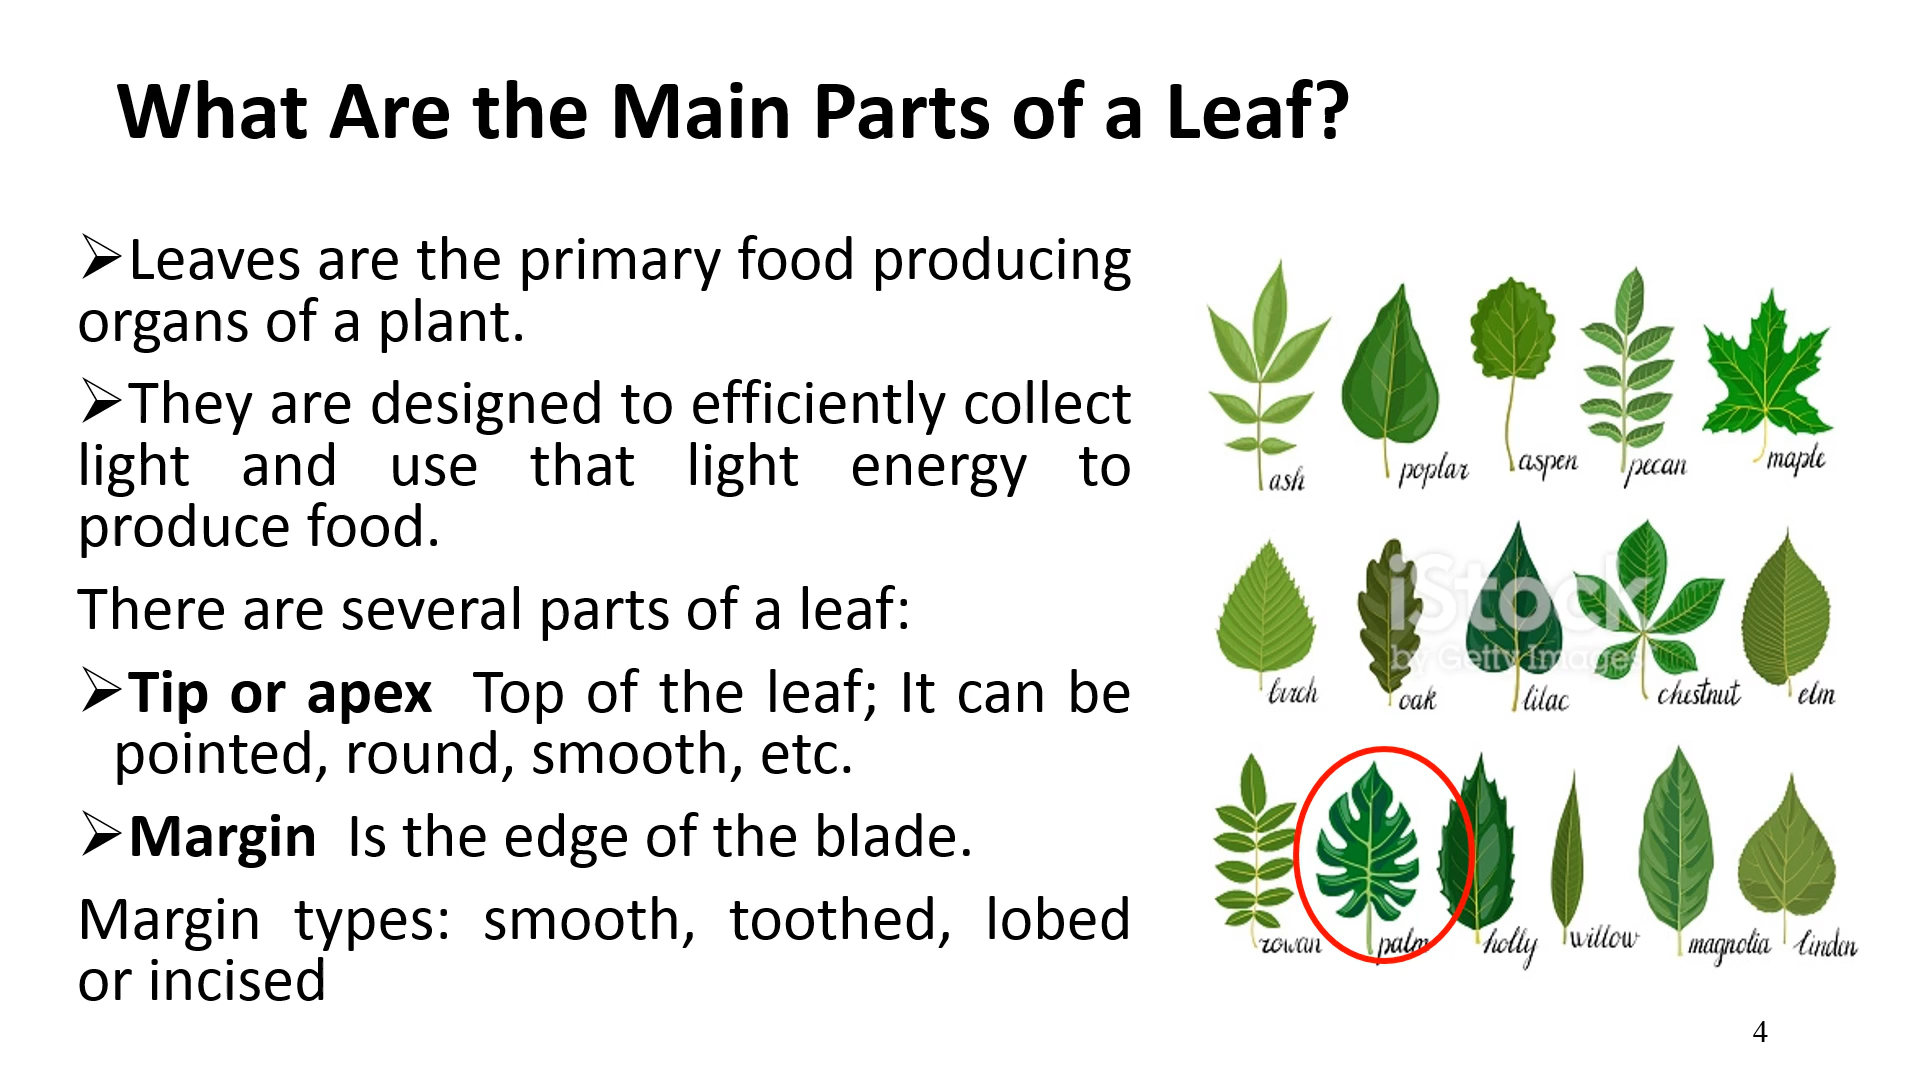 What Are the Main Parts of a Leaf?
➢Leaves are the primary food producing
organs of a plant.
➢They are designed to efficiently collect
light and use that light energy to
produce food.
There are several parts of a leaf:
➢Tip or apex Top of the leaf; It can be
pointed, round, smooth, etc.
➢Margin Is the edge of the blade.
Margin types: smooth, toothed, lobed
or incised
ash poplar aspen pecan maple
iStock
by Getty Images
birch oak lilac chestnut elm
rowan palm holly willow magnolia linden
4